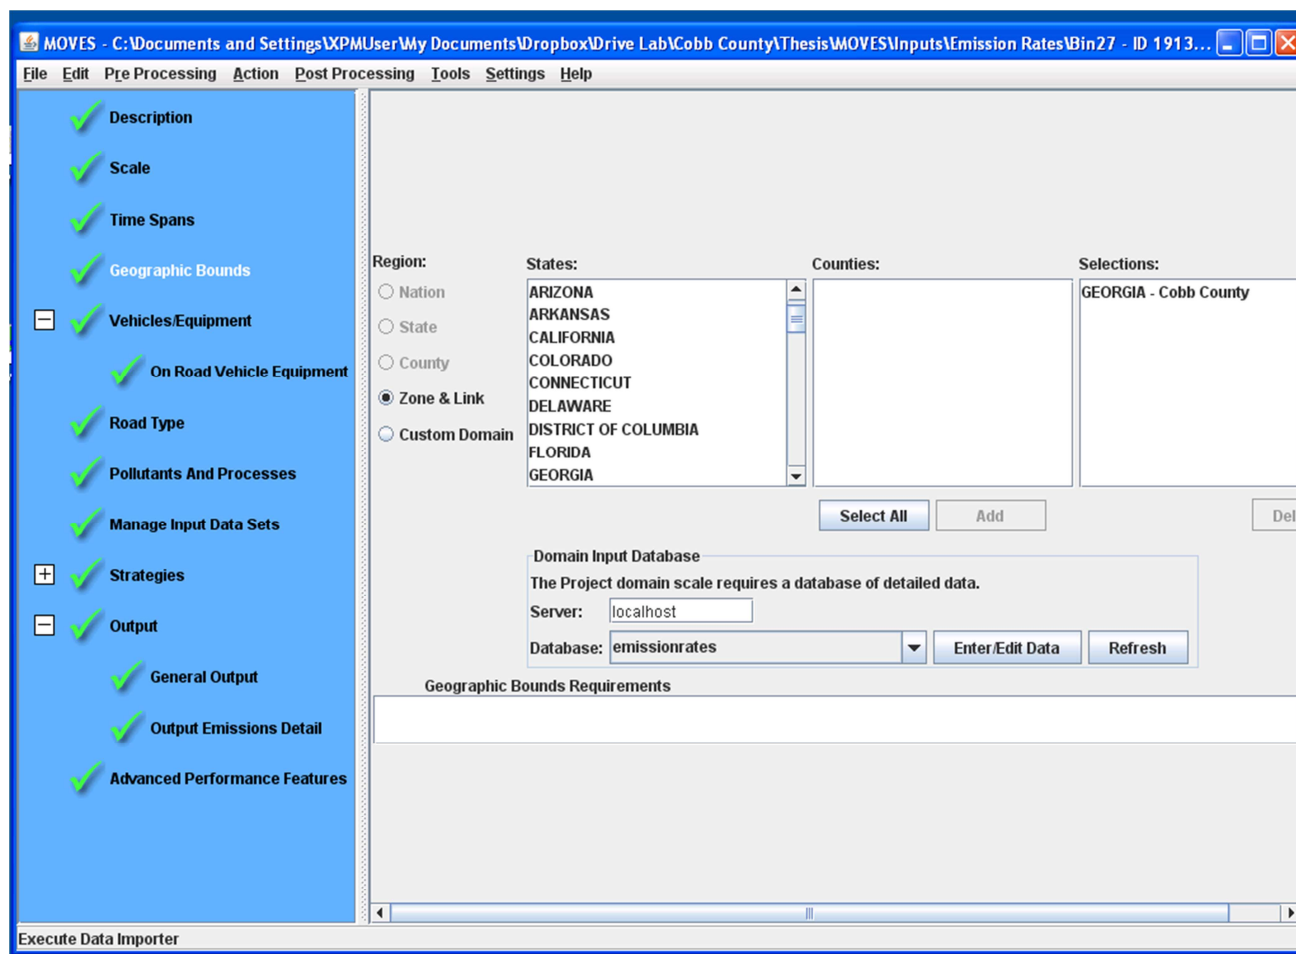 MOVES - C:\Documents and Settings\XPMUser\My Documents\Dropbox\Drive Lab\Cobb County\Thesis\MOVES\Inputs\Emission Rates\Bin27 - ID 1913...
File Edit Pre Processing Action Post Processing Tools Settings Help
Description
Scale
Time Spans
Geographic Bounds
Vehicles/Equipment
On Road Vehicle Equipment
Road Type
Pollutants And Processes
Manage Input Data Sets
Strategies
Output
General Output
Output Emissions Detail
Advanced Performance Features
Region:
Nation
State
County
Zone & Link
Custom Domain
States:
ARIZONA
ARKANSAS
CALIFORNIA
COLORADO
CONNECTICUT
DELAWARE
DISTRICT OF COLUMBIA
FLORIDA
GEORGIA
Counties:
Selections:
GEORGIA - Cobb County
Select All Add Del
Domain Input Database
The Project domain scale requires a database of detailed data.
Server: localhost
Database: emissionrates Enter/Edit Data Refresh
Geographic Bounds Requirements
Execute Data Importer